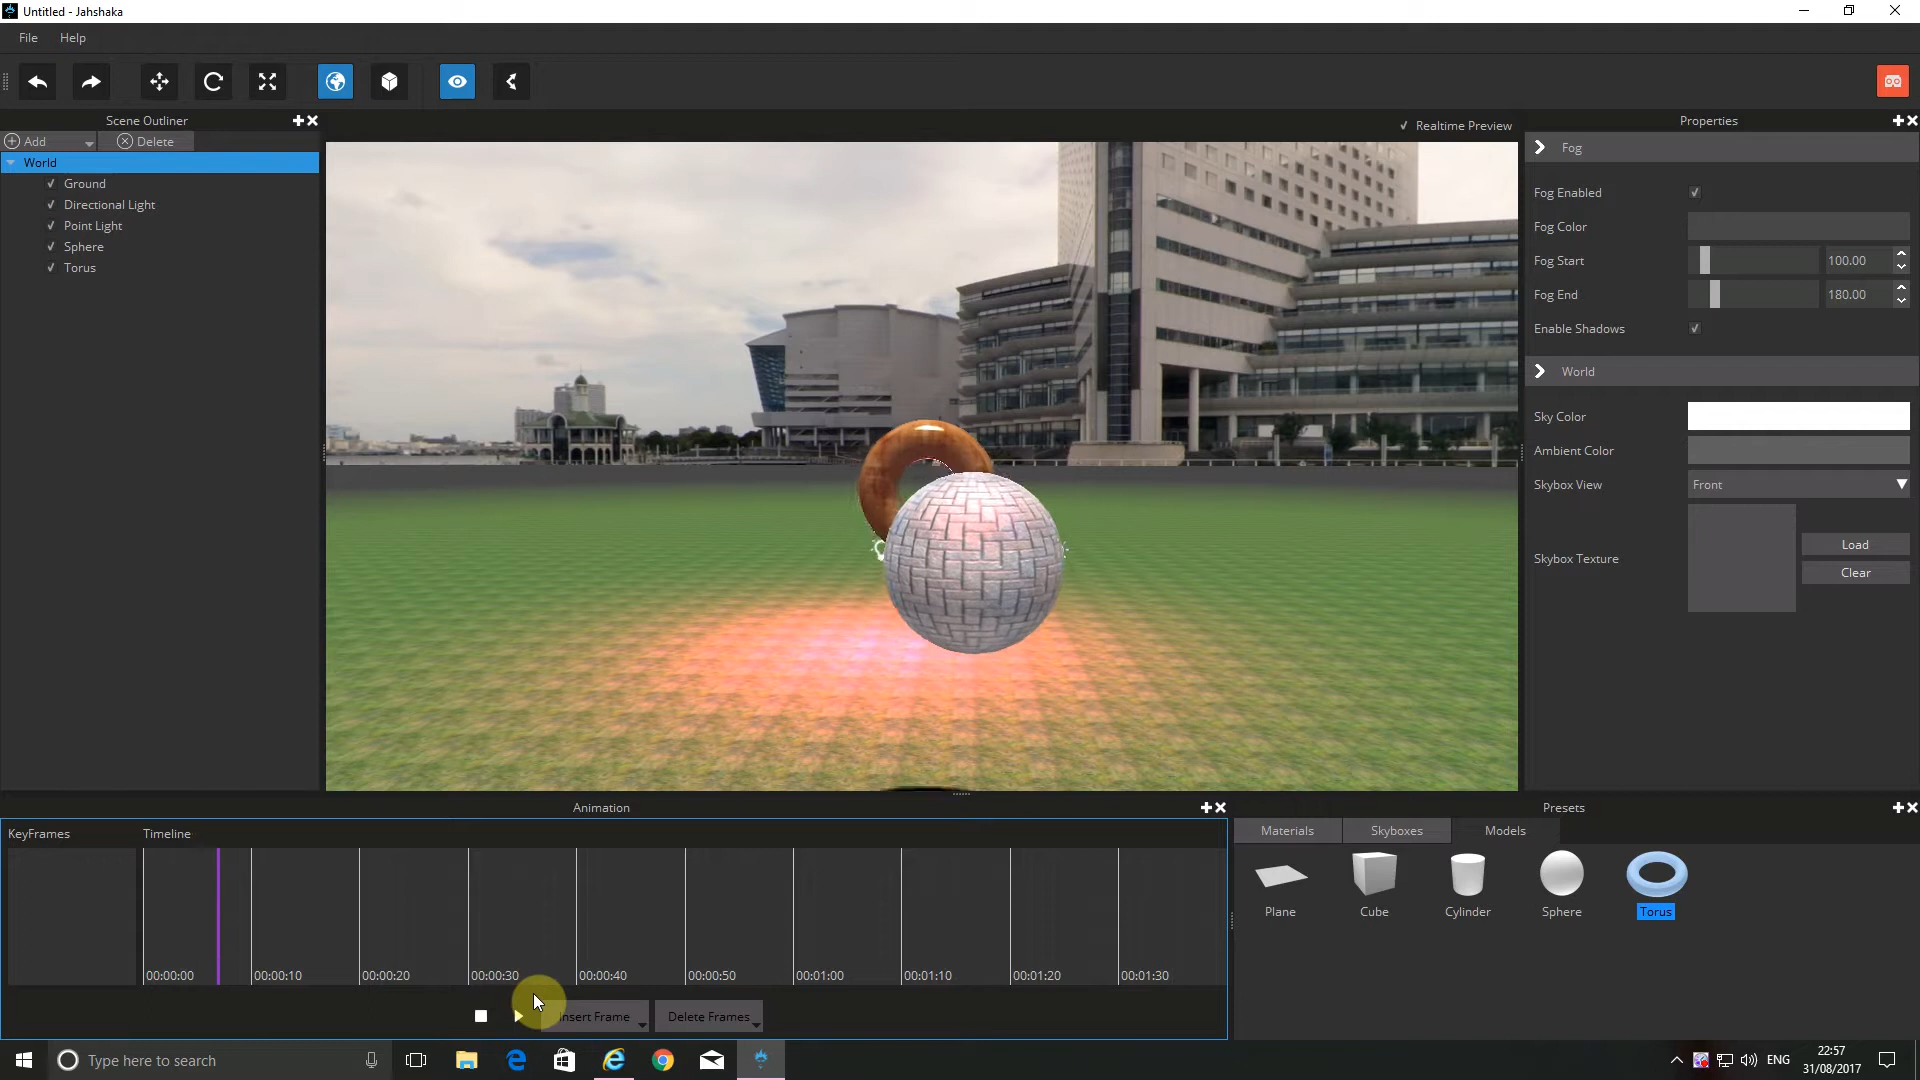 Untitled - Jahshaka
File Help
Scene Outliner
Add Delete
World
Ground
Directional Light
Point Light
Sphere
Torus
Realtime Preview
Properties
Fog
Fog Enabled
Fog Color
Fog Start 100.00
Fog End 180.00
Enable Shadows
World
Sky Color
Ambient Color
Skybox View Front
Skybox Texture
Load
Clear
Animation
KeyFrames Timeline
00:00:00 00:00:10 00:00:20 00:00:30 00:00:40 00:00:50 00:01:00 00:01:10 00:01:20 00:01:30
Insert Frame Delete Frames
Presets
Materials Skyboxes Models
Plane Cube Cylinder Sphere Torus
Type here to search
ENG
22:57
31/08/2017